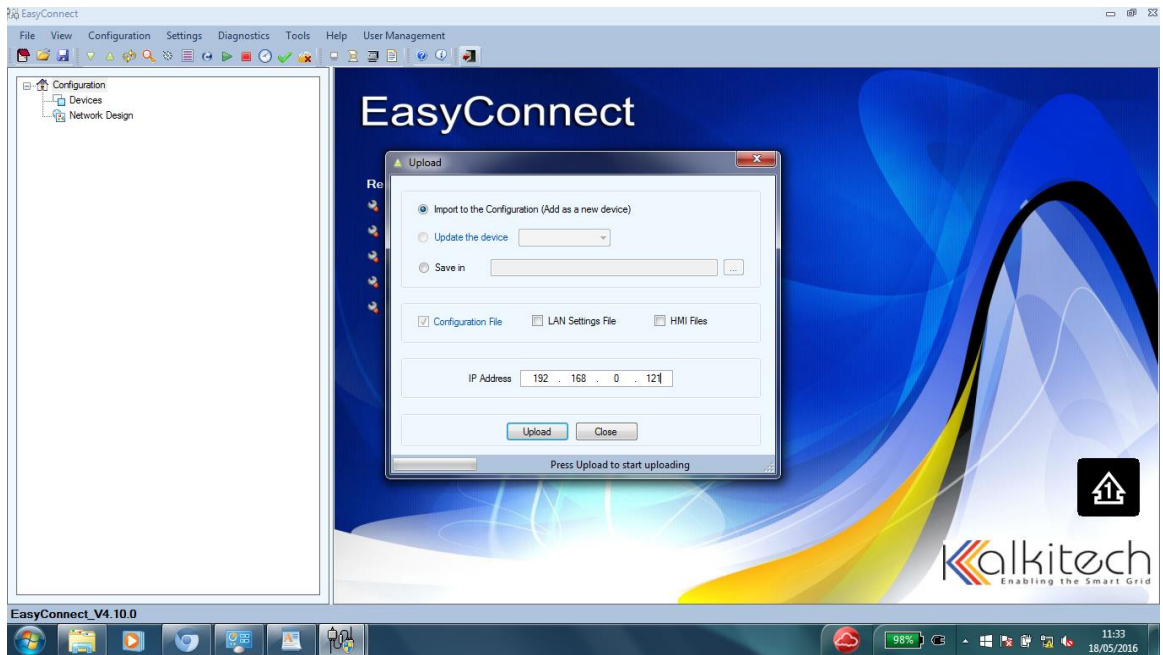 EasyConnect
File View Configuration Settings Diagnostics Tools Help User Management
Configuration
Devices
Network Design
EasyConnect
Re
Upload
Import to the Configuration (Add as a new device)
Update the device
Save in ...
Configuration File LAN Settings File HMI Files
IP Address 192 . 168 . 0 . 121
Upload Close
Press Upload to start uploading
1
Kalkitech
Enabling the Smart Grid
EasyConnect_V4.10.0
98% 11:33
18/05/2016